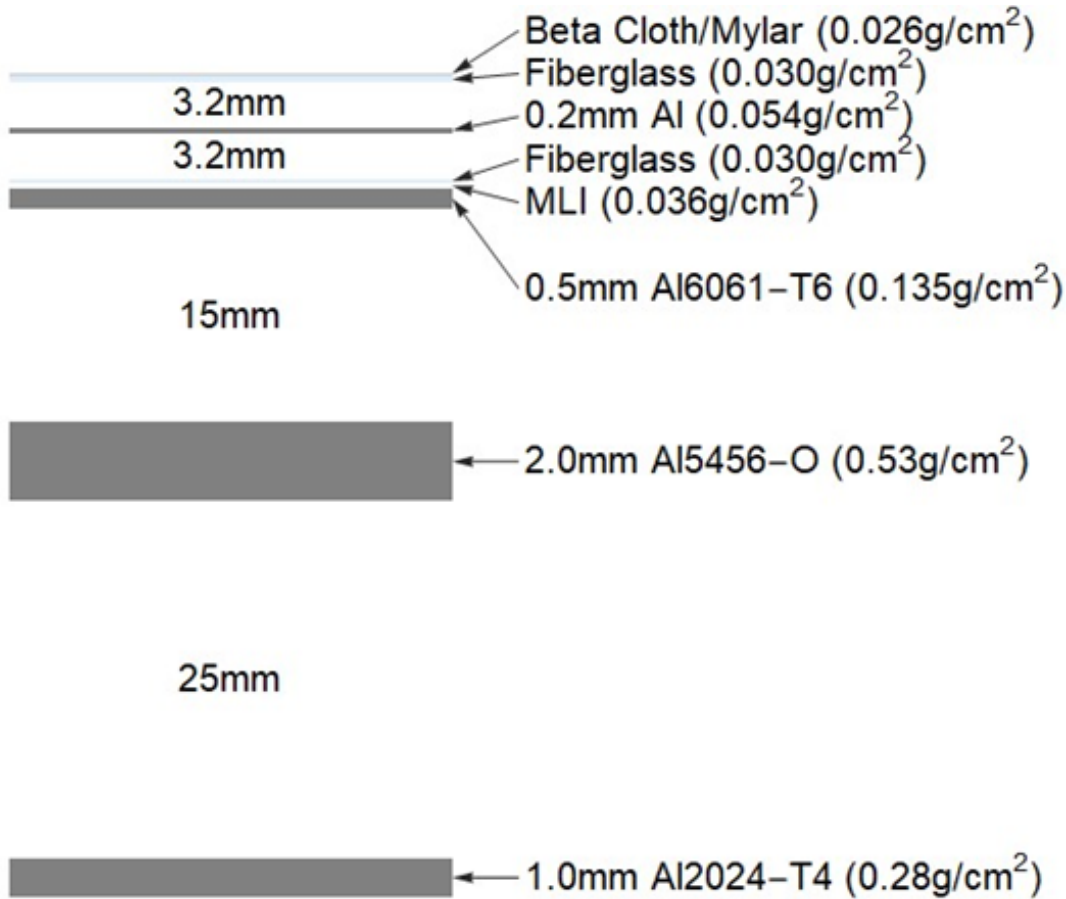 Beta Cloth/Mylar (0.026g/cm²)
Fiberglass (0.030g/cm²)
3.2mm
0.2mm Al (0.054g/cm²)
3.2mm
Fiberglass (0.030g/cm²)
MLI (0.036g/cm²)
0.5mm Al6061–T6 (0.135g/cm²)
15mm
2.0mm Al5456–O (0.53g/cm²)
25mm
1.0mm Al2024–T4 (0.28g/cm²)